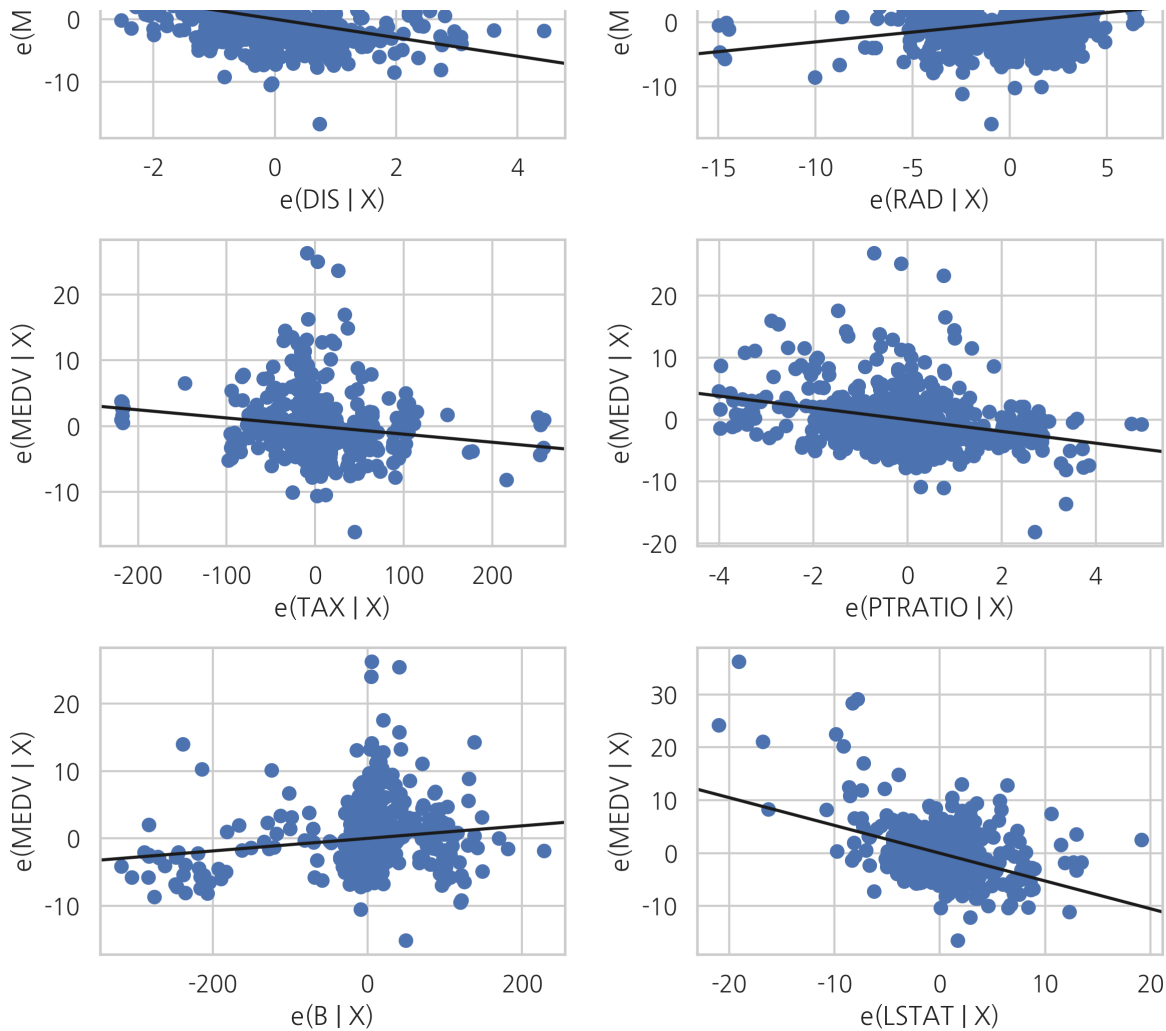 e(M
0
-10
-2 0 2 4
e(DIS | X)
e(M
0
-10
-15 -10 -5 0 5
e(RAD | X)
e(MEDV | X)
20
10
0
-10
-200 -100 0 100 200
e(TAX | X)
e(MEDV | X)
20
10
0
-10
-20
-4 -2 0 2 4
e(PTRATIO | X)
e(MEDV | X)
20
10
0
-10
-200 0 200
e(B | X)
e(MEDV | X)
30
20
10
0
-10
-20 -10 0 10 20
e(LSTAT | X)